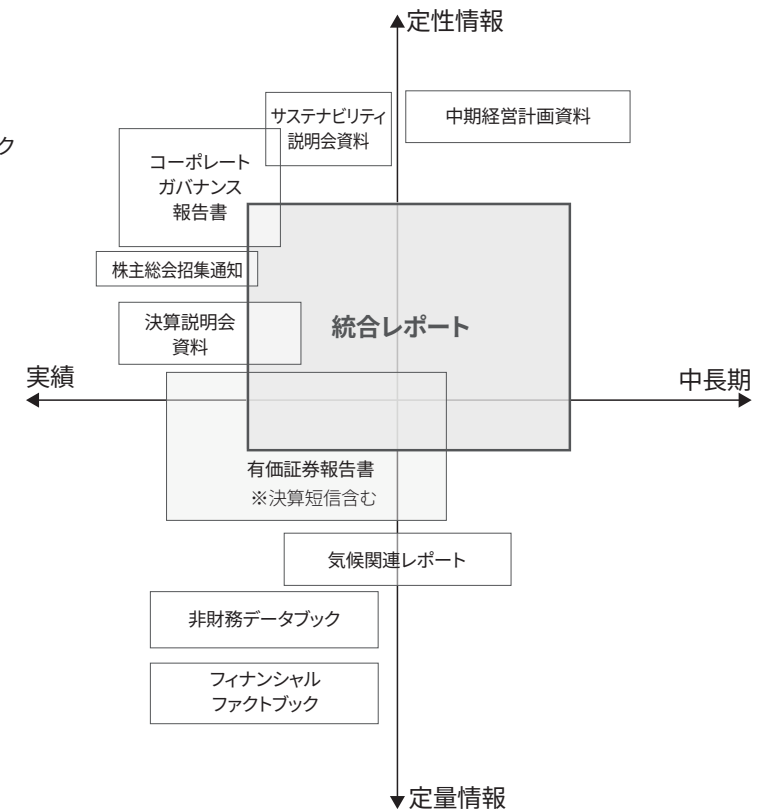 定性情報
サステナビリティ
説明会資料
中期経営計画資料
ク
コーポレート
ガバナンス
報告書
株主総会招集通知
決算説明会
資料
統合レポート
実績
中長期
有価証券報告書
※決算短信含む
気候関連レポート
非財務データブック
フィナンシャル
ファクトブック
定量情報